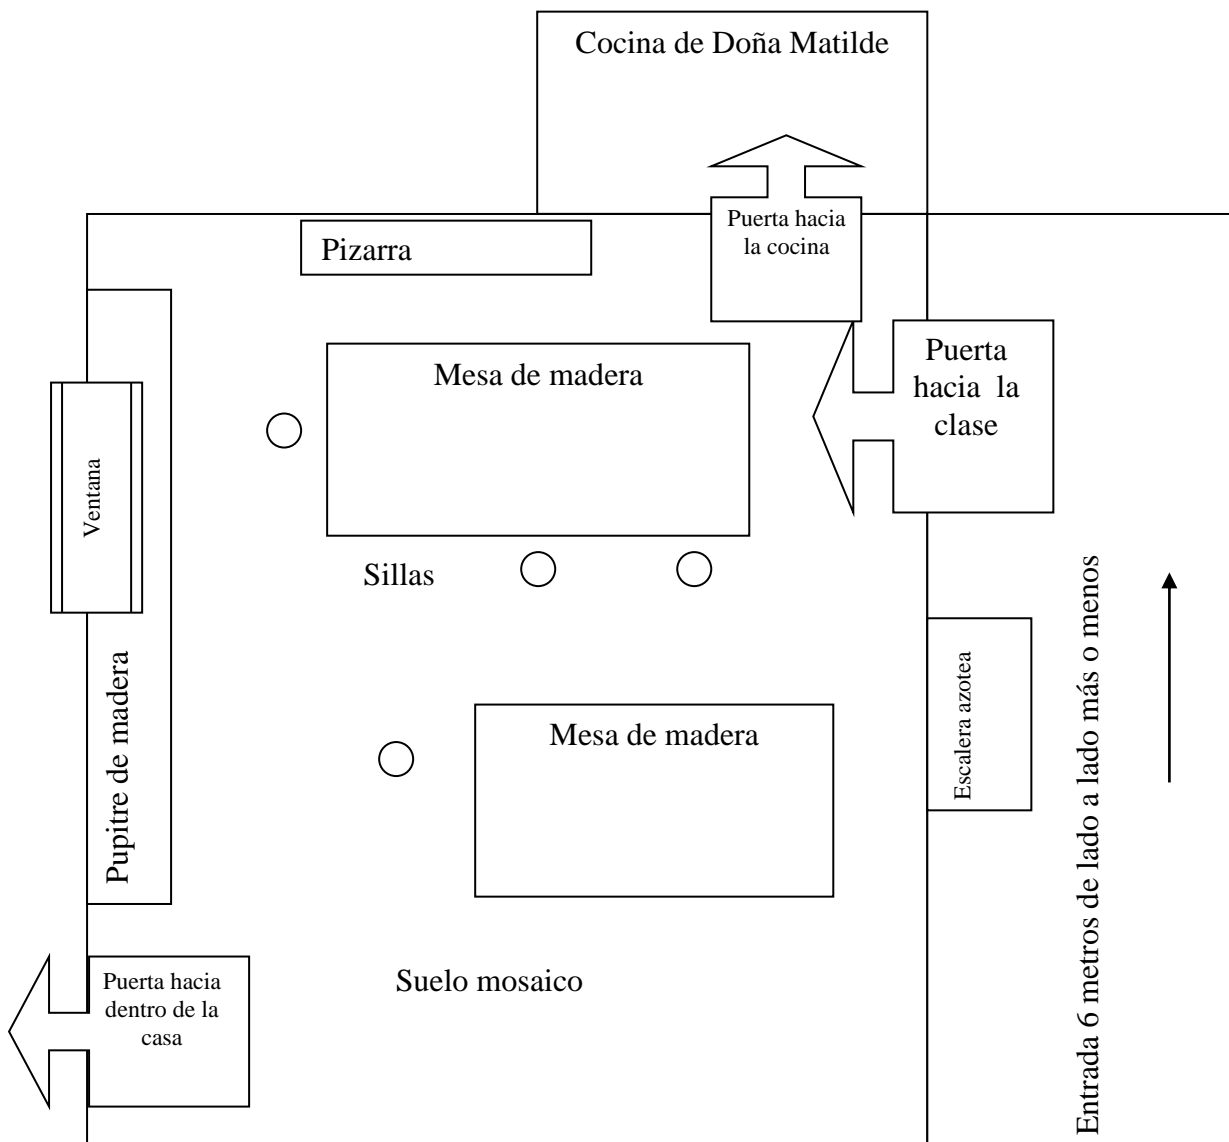 Cocina de Doña Matilde
Puerta hacia
la cocina
Pizarra
Puerta
hacia la
clase
Mesa de madera
Ventana
Sillas
Pupitre de madera
Escalera azotea
Entrada 6 metros de lado a lado más o menos
Mesa de madera
Puerta hacia
dentro de la
casa
Suelo mosaico